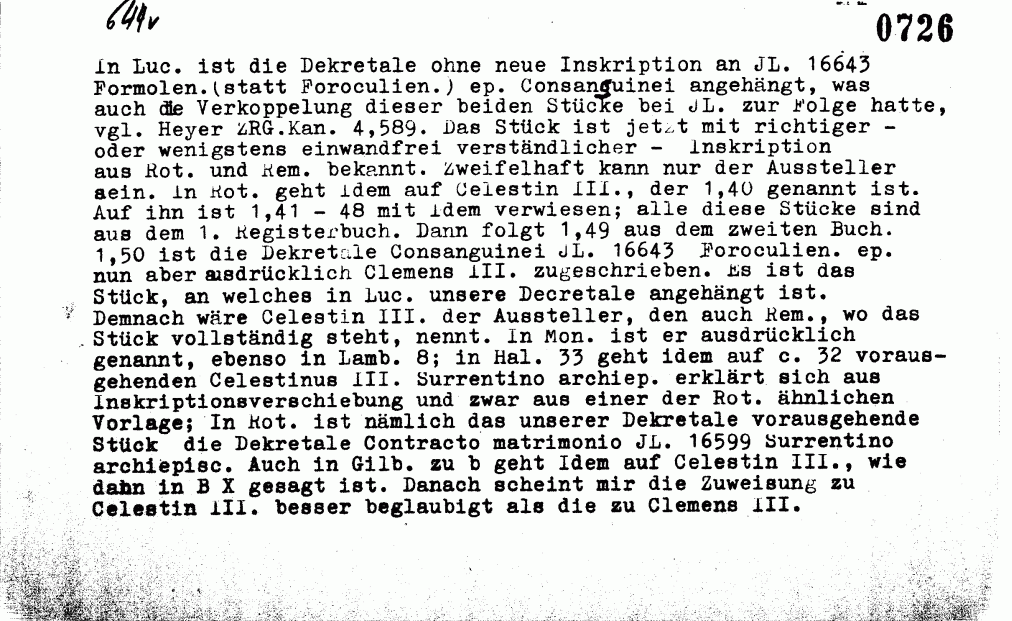 644v
0726
In Luc. ist die Dekretale ohne neue Inskription an JL. 16643
Formolen.(statt Foroculien.) ep. Consanguinei angehängt, was
auch die Verkoppelung dieser beiden Stücke bei JL. zur Folge hatte,
vgl. Heyer ZRG.Kan. 4,589. Das Stück ist jetzt mit richtiger -
oder wenigstens einwandfrei verständlicher - Inskription
aus Rot. und Rem. bekannt. Zweifelhaft kann nur der Aussteller
sein. In Rot. geht Idem auf Celestin III., der 1,40 genannt ist.
Auf ihn ist 1,41 - 48 mit Idem verwiesen; alle diese Stücke sind
aus dem 1. Registerbuch. Dann folgt 1,49 aus dem zweiten Buch.
1,50 ist die Dekretale Consanguinei JL. 16643 Foroculien. ep.
nun aber ausdrücklich Clemens III. zugeschrieben. Es ist das
Stück, an welches in Luc. unsere Decretale angehängt ist.
Demnach wäre Celestin III. der Aussteller, den auch Rem., wo das
Stück vollständig steht, nennt. In Mon. ist er ausdrücklich
genannt, ebenso in Lamb. 8; in Hal. 33 geht idem auf c. 32 voraus-
gehenden Celestinus III. Surrentino archiep. erklärt sich aus
Inskriptionsverschiebung und zwar aus einer der Rot. ähnlichen
Vorlage; In Rot. ist nämlich das unserer Dekretale vorausgehende
Stück die Dekretale Contracto matrimonio JL. 16599 Surrentino
archiepisc. Auch in Gilb. zu b geht Idem auf Celestin III., wie
dahn in B X gesagt ist. Danach scheint mir die Zuweisung zu
Celestin III. besser beglaubigt als die zu Clemens III.